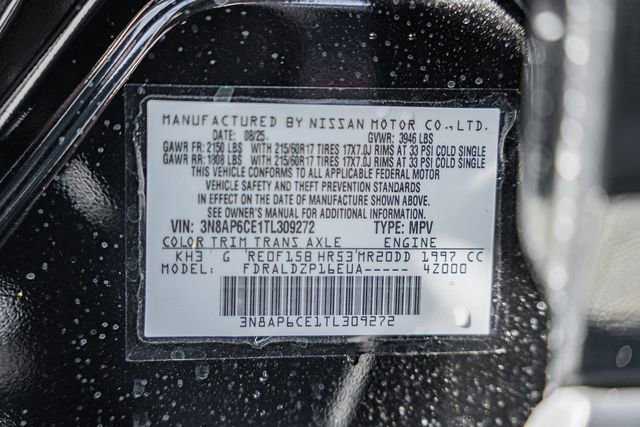 MANUFACTURED BY NISSAN MOTOR CO.,LTD.
DATE: 08/25. GVWR: 3946 LBS
GAWR FR: 2150 LBS WITH 215/60R17 TIRES 17X7.0J RIMS AT 33 PSI COLD SINGLE
GAWR RR: 1808 LBS WITH 215/60R17 TIRES 17X7.0J RIMS AT 33 PSI COLD SINGLE
THIS VEHICLE CONFORMS TO ALL APPLICABLE FEDERAL MOTOR
VEHICLE SAFETY AND THEFT PREVENTION STANDARDS
IN EFFECT ON THE DATE OF MANUFACTURE SHOWN ABOVE.
SEE OWNER'S MANUAL FOR ADDITIONAL INFORMATION.
VIN: 3N8AP6CE1TL309272 TYPE: MPV
COLOR TRIM TRANS AXLE ENGINE
KH3 G RE0F15B HR53 MR20DD 1997 CC
MODEL: FDRALDZP16EUA----- 4Z000
3N8AP6CE1TL309272